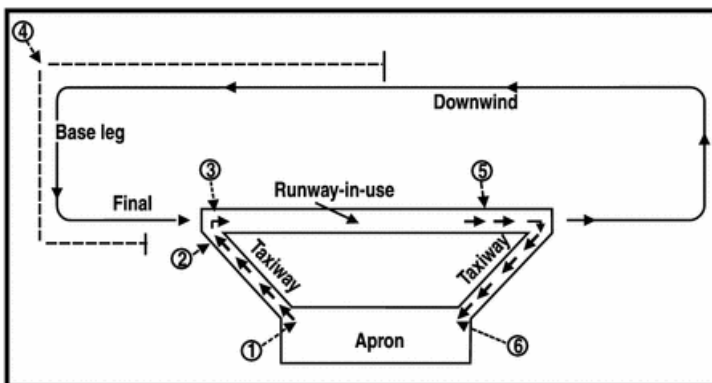 ④
Downwind
Base leg
③
⑤
Runway-in-use
Final
②
Taxiway
Taxiway
①
Apron
⑥